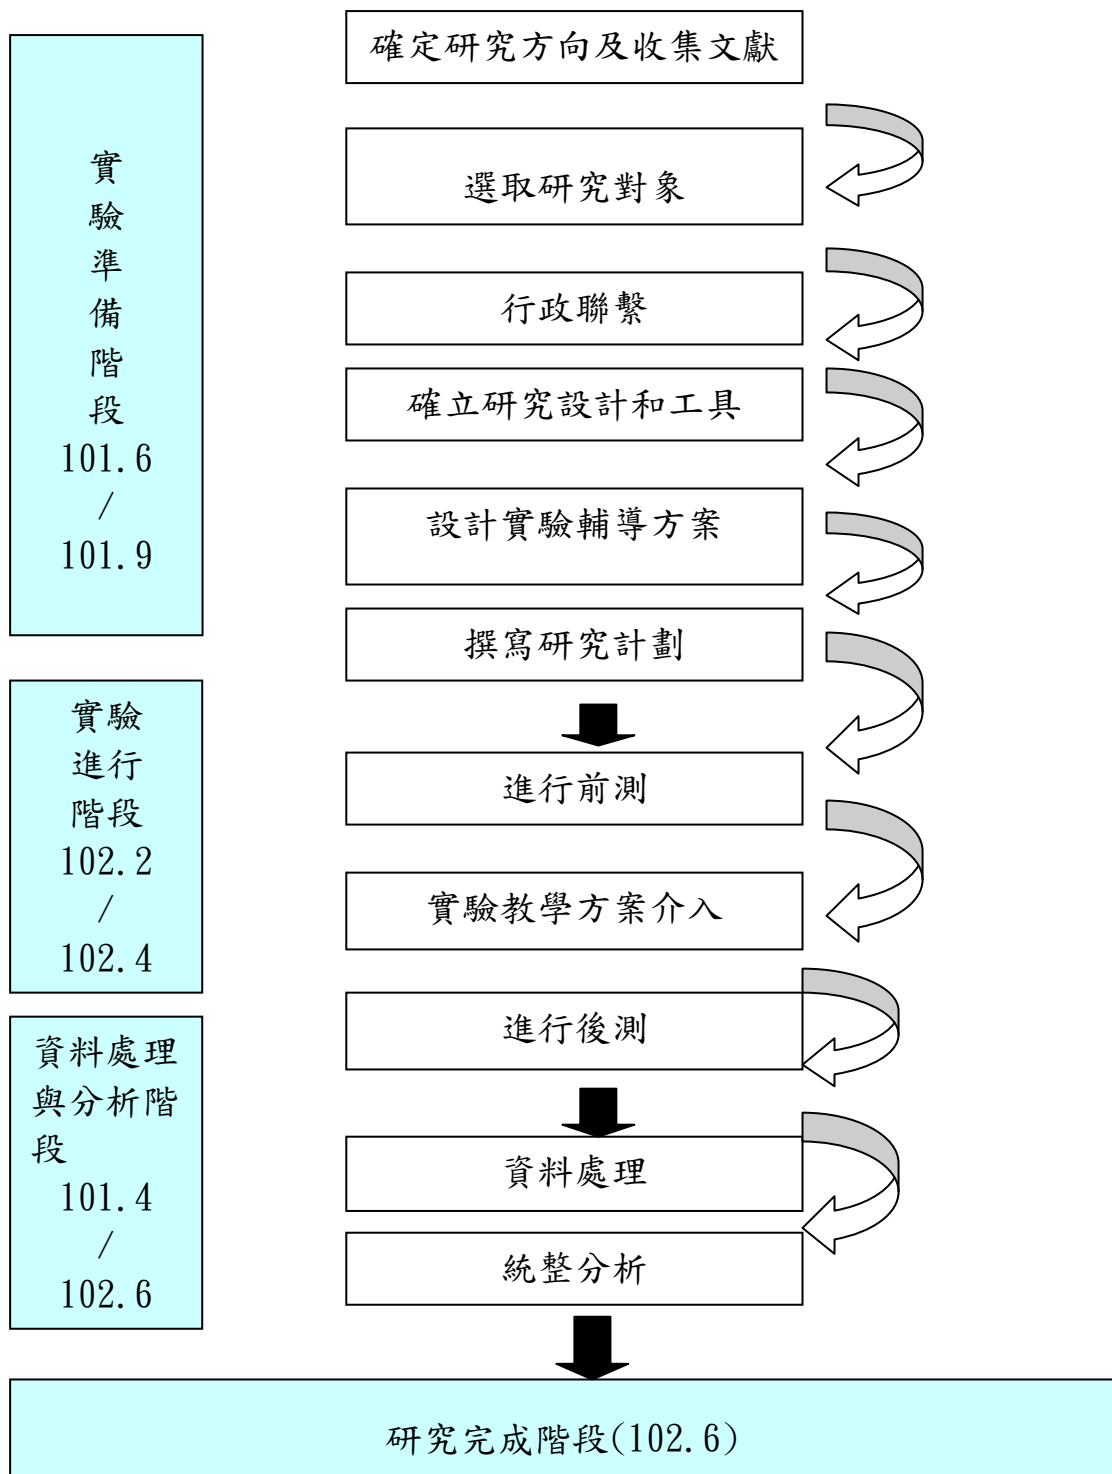 確定研究方向及收集文獻
實
驗
準
備
階
段
101.6
/
101.9
選取研究對象
行政聯繫
確立研究設計和工具
設計實驗輔導方案
撰寫研究計劃
實驗
進行
階段
102.2
/
102.4
進行前測
實驗教學方案介入
進行後測
資料處理
與分析階
段
101.4
/
102.6
資料處理
統整分析
研究完成階段(102.6)